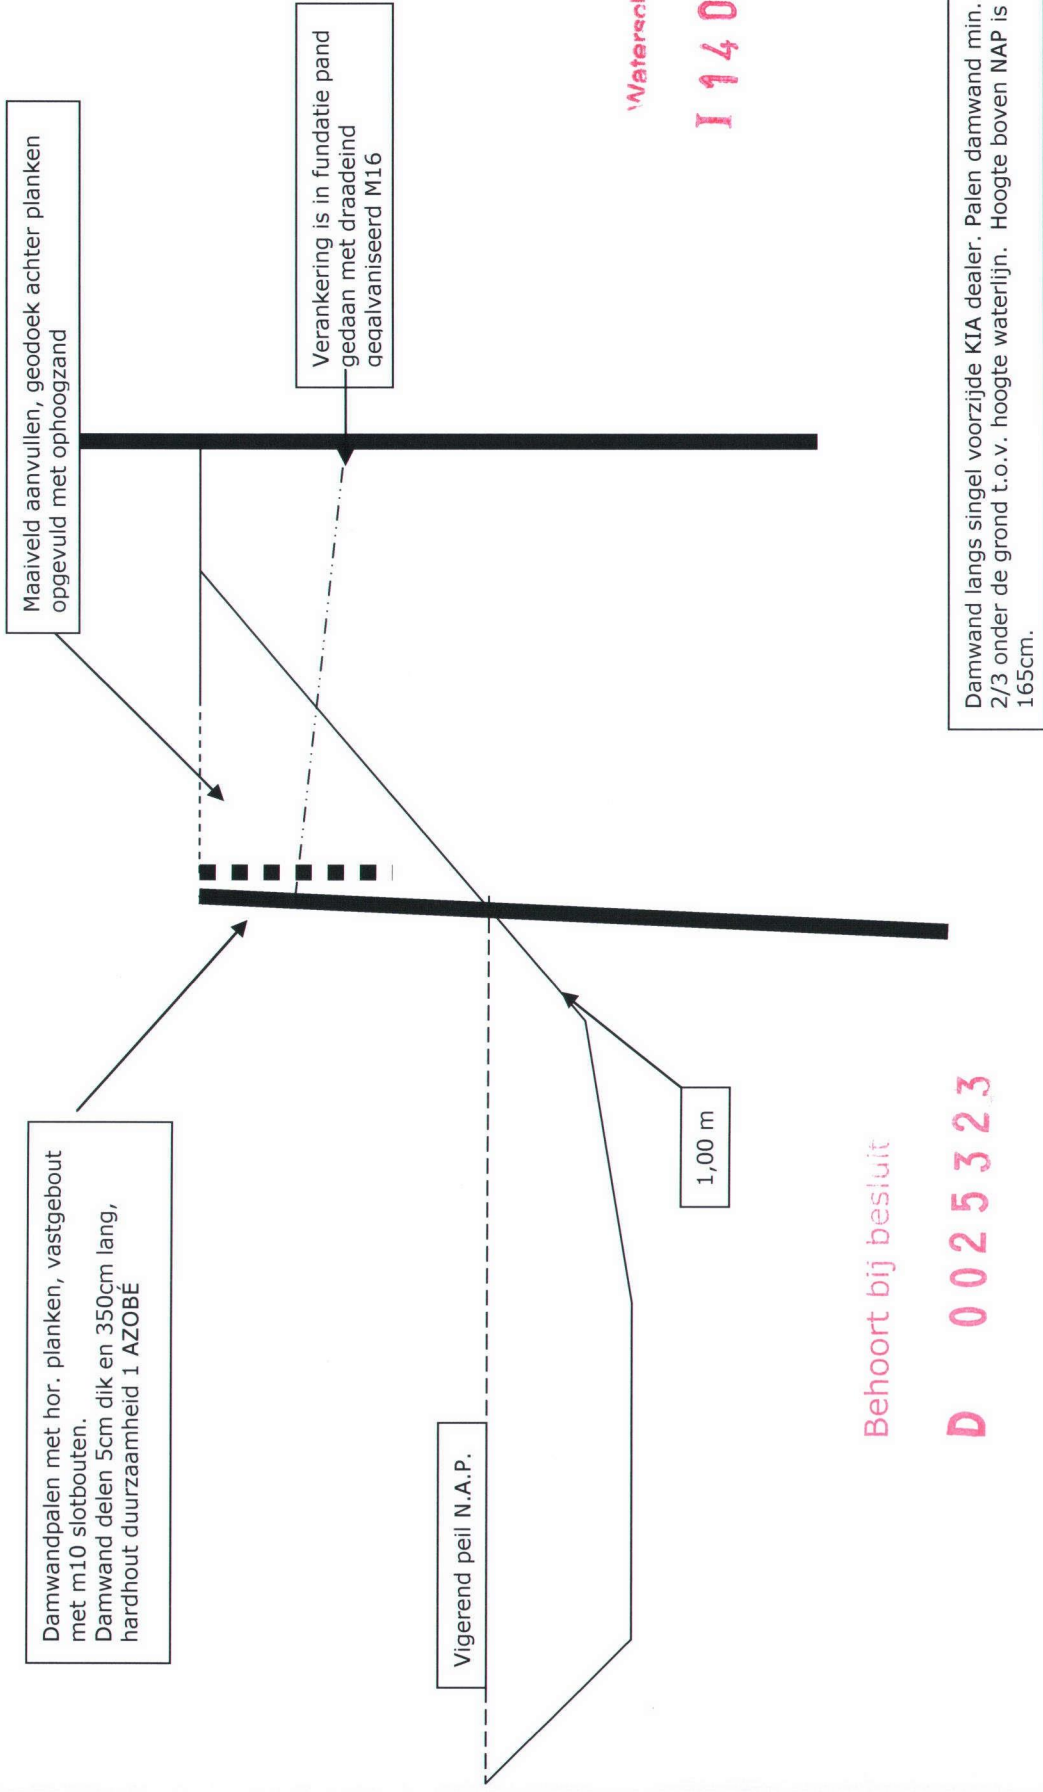 Damwandpalen met hor. planken, vastgebout
met m10 slotbouten.
Damwand delen 5cm dik en 350cm lang,
hardhout duurzaamheid 1 AZOBÉ
Maaiveld aanvullen, geodoek achter planken
opgevuld met ophoogzand
Verankering is in fundatie pand
gedaan met draadeind
gegalvaniseerd M16
Vigerend peil N.A.P.
1,00 m
Behoort bij besluit
D 0025323
I 140
Damwand langs singel voorzijde KIA dealer. Palen damwand min.
2/3 onder de grond t.o.v. hoogte waterlijn. Hoogte boven NAP is
165cm.